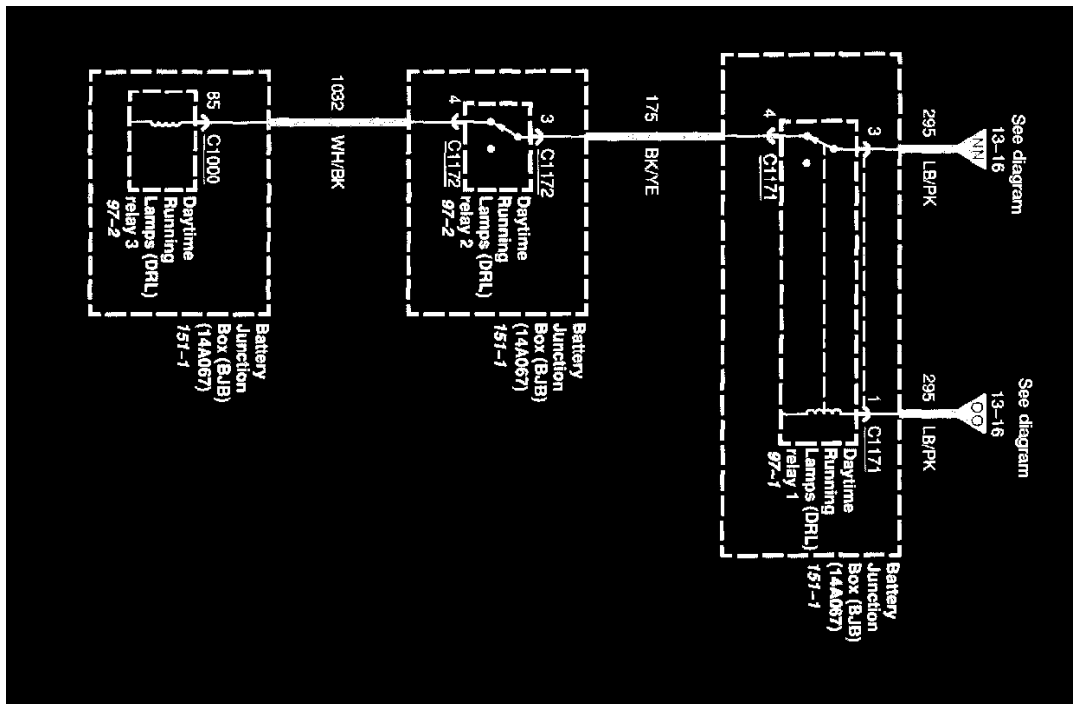 See diagram
13–16
NN
295
LB/PK
See diagram
13–16
OO
295
LB/PK
3
1
C1171
Battery
Junction
Box (BJB)
(14A067)
151–1
Daytime
Running
Lamps (DRL)
relay 1
97–1
4
C1171
175
BK/YE
3
C1172
Battery
Junction
Box (BJB)
(14A067)
151–1
Daytime
Running
Lamps (DRL)
relay 2
97–2
4
C1172
1032
WH/BK
85
C1000
Battery
Junction
Box (BJB)
(14A067)
151–1
Daytime
Running
Lamps (DRL)
relay 3
97–2